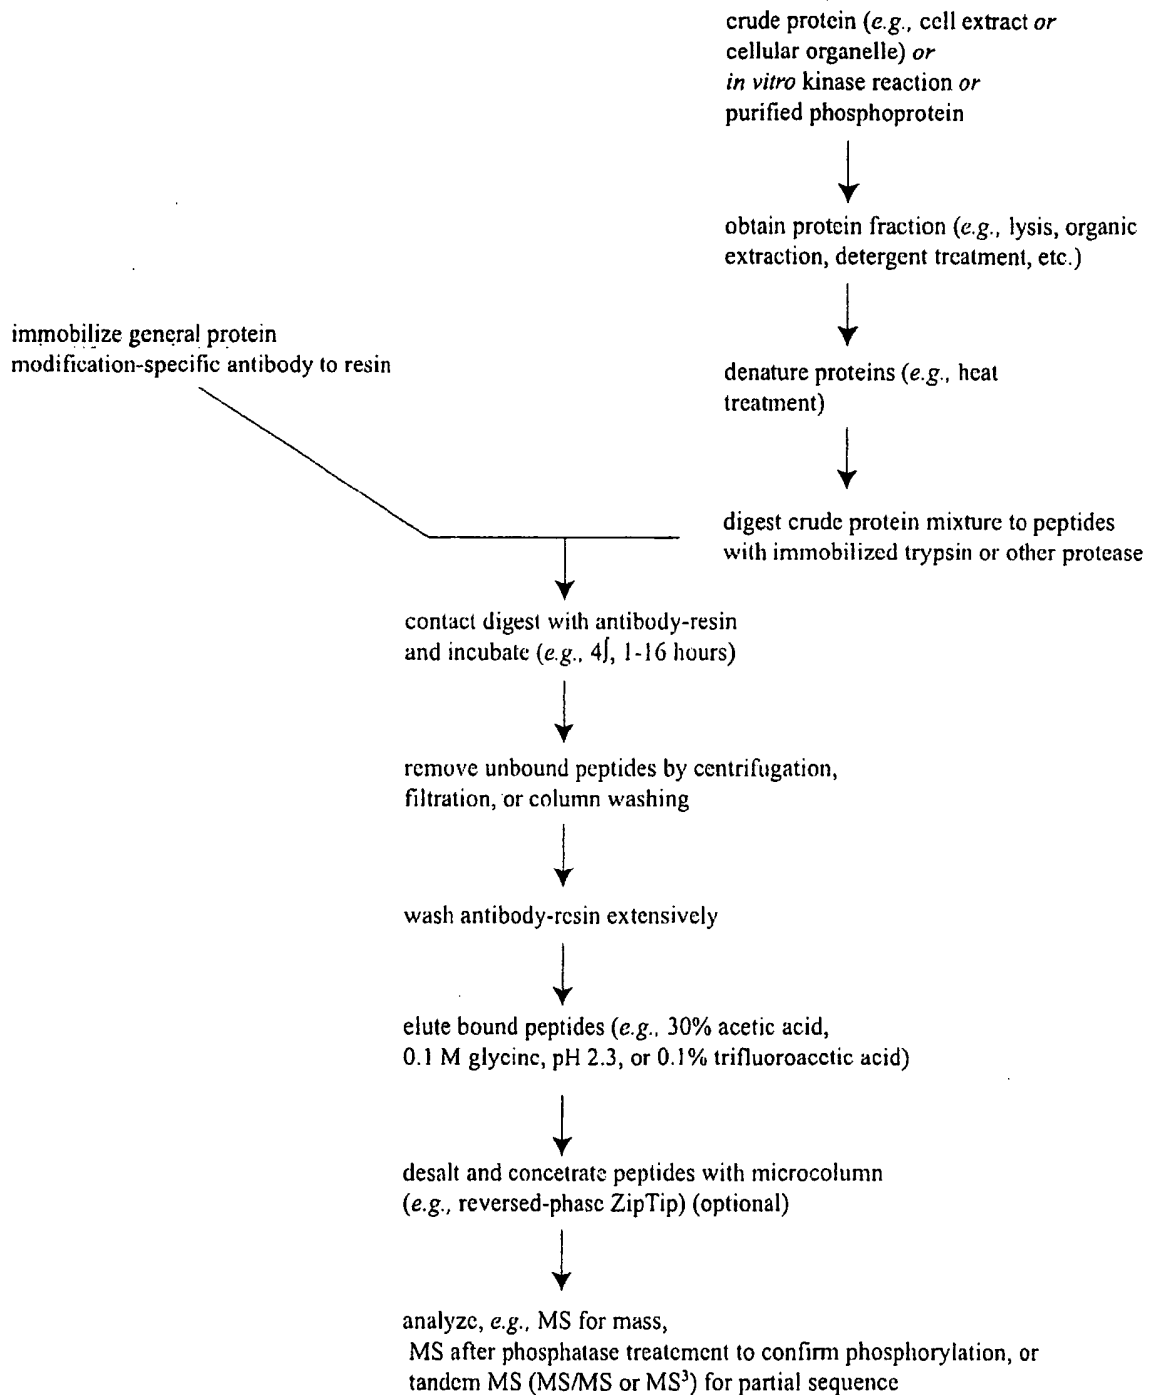 crude protein (e.g., cell extract or
cellular organelle) or
in vitro kinase reaction or
purified phosphoprotein
obtain protein fraction (e.g., lysis, organic
extraction, detergent treatment, etc.)
immobilize general protein
modification-specific antibody to resin
denature proteins (e.g., heat
treatment)
digest crude protein mixture to peptides
with immobilized trypsin or other protease
contact digest with antibody-resin
and incubate (e.g., 4∫, 1-16 hours)
remove unbound peptides by centrifugation,
filtration, or column washing
wash antibody-resin extensively
elute bound peptides (e.g., 30% acetic acid,
0.1 M glycine, pH 2.3, or 0.1% trifluoroacetic acid)
desalt and concetrate peptides with microcolumn
(e.g., reversed-phase ZipTip) (optional)
analyze, e.g., MS for mass,
MS after phosphatase treatement to confirm phosphorylation, or
tandem MS (MS/MS or MS³) for partial sequence